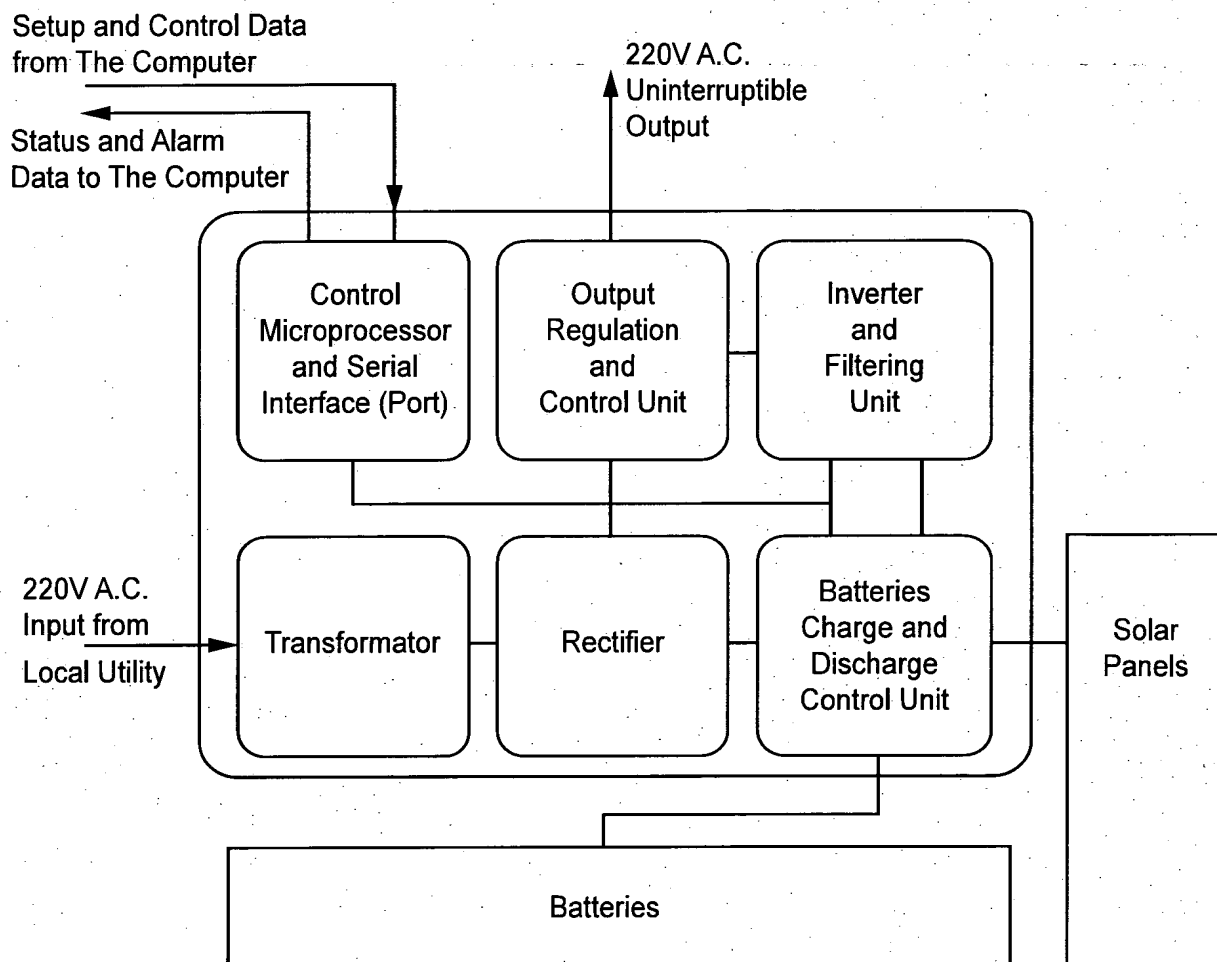 Setup and Control Data
from The Computer
Status and Alarm
Data to The Computer
220V A.C.
Uninterruptible
Output
Control
Microprocessor
and Serial
Interface (Port)
Output
Regulation
and
Control Unit
Inverter
and
Filtering
Unit
220V A.C.
Input from
Local Utility
Transformator
Rectifier
Batteries
Charge and
Discharge
Control Unit
Solar
Panels
Batteries